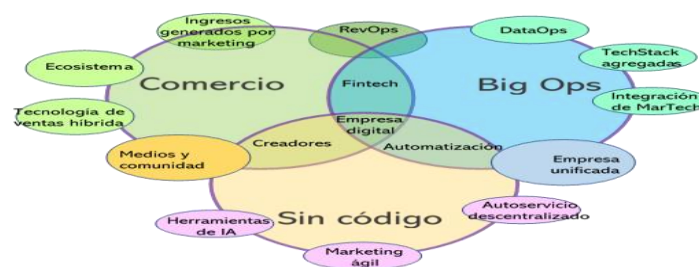 Ingresos
generados por
marketing
RevOps
DataOps
Ecosistema
TechStack
agregadas
Comercio
Fintech
Big Ops
Tecnología de
ventas híbrida
Integración
de MarTech
Empresa
digital
Medios y
comunidad
Creadores
Automatización
Empresa
unificada
Herramientas
de IA
Sin código
Autoservicio
descentralizado
Marketing
ágil